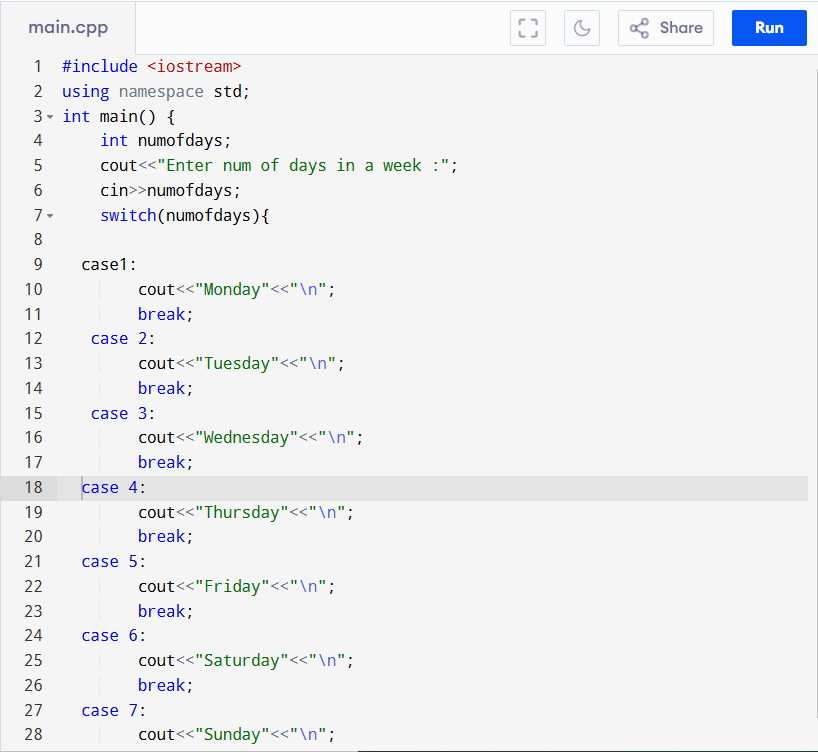 main.cpp
Share
Run
1 #include <iostream>
2 using namespace std;
3 int main() {
4     int numofdays;
5     cout<<"Enter num of days in a week :";
6     cin>>numofdays;
7     switch(numofdays){
8
9   case1:
10         cout<<"Monday"<<"\n";
11         break;
12    case 2:
13         cout<<"Tuesday"<<"\n";
14         break;
15    case 3:
16         cout<<"Wednesday"<<"\n";
17         break;
18   case 4:
19         cout<<"Thursday"<<"\n";
20         break;
21   case 5:
22         cout<<"Friday"<<"\n";
23         break;
24   case 6:
25         cout<<"Saturday"<<"\n";
26         break;
27   case 7:
28         cout<<"Sunday"<<"\n";